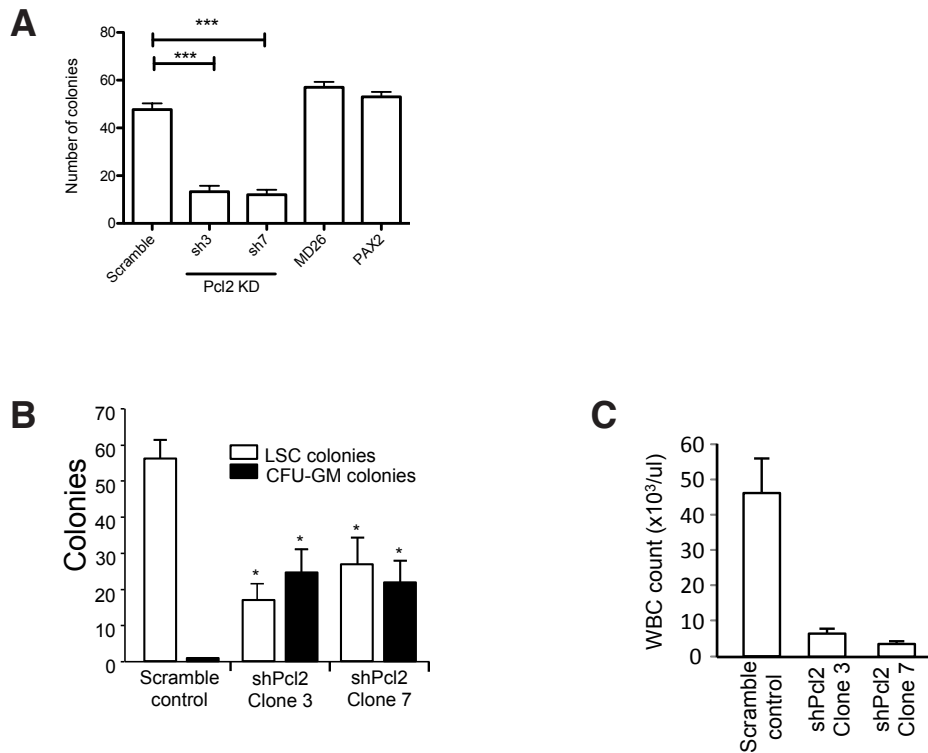 A
***
***
80
60
40
20
0
Number of colonies
Scramble
sh3
sh7
MD26
PAX2
Pcl2 KD
B
70
60
50
40
30
20
10
0
Colonies
LSC colonies
CFU-GM colonies
*
*
*
*
Scramble control
shPcl2 Clone 3
shPcl2 Clone 7
C
60
50
40
30
20
10
0
WBC count (x10³/ul)
Scramble control
shPcl2 Clone 3
shPcl2 Clone 7